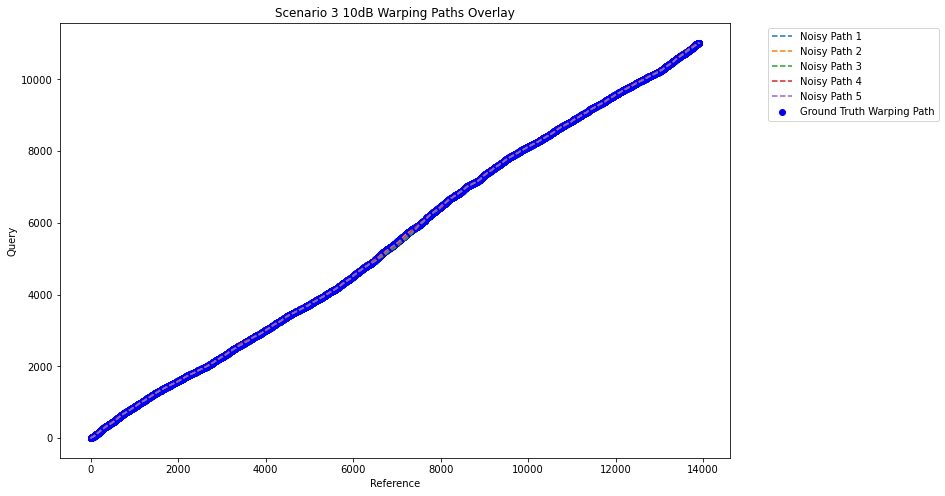 Scenario 3 10dB Warping Paths Overlay
Noisy Path 1
Noisy Path 2
Noisy Path 3
Noisy Path 4
Noisy Path 5
Ground Truth Warping Path
Query
10000
8000
6000
4000
2000
0
0 2000 4000 6000 8000 10000 12000 14000
Reference